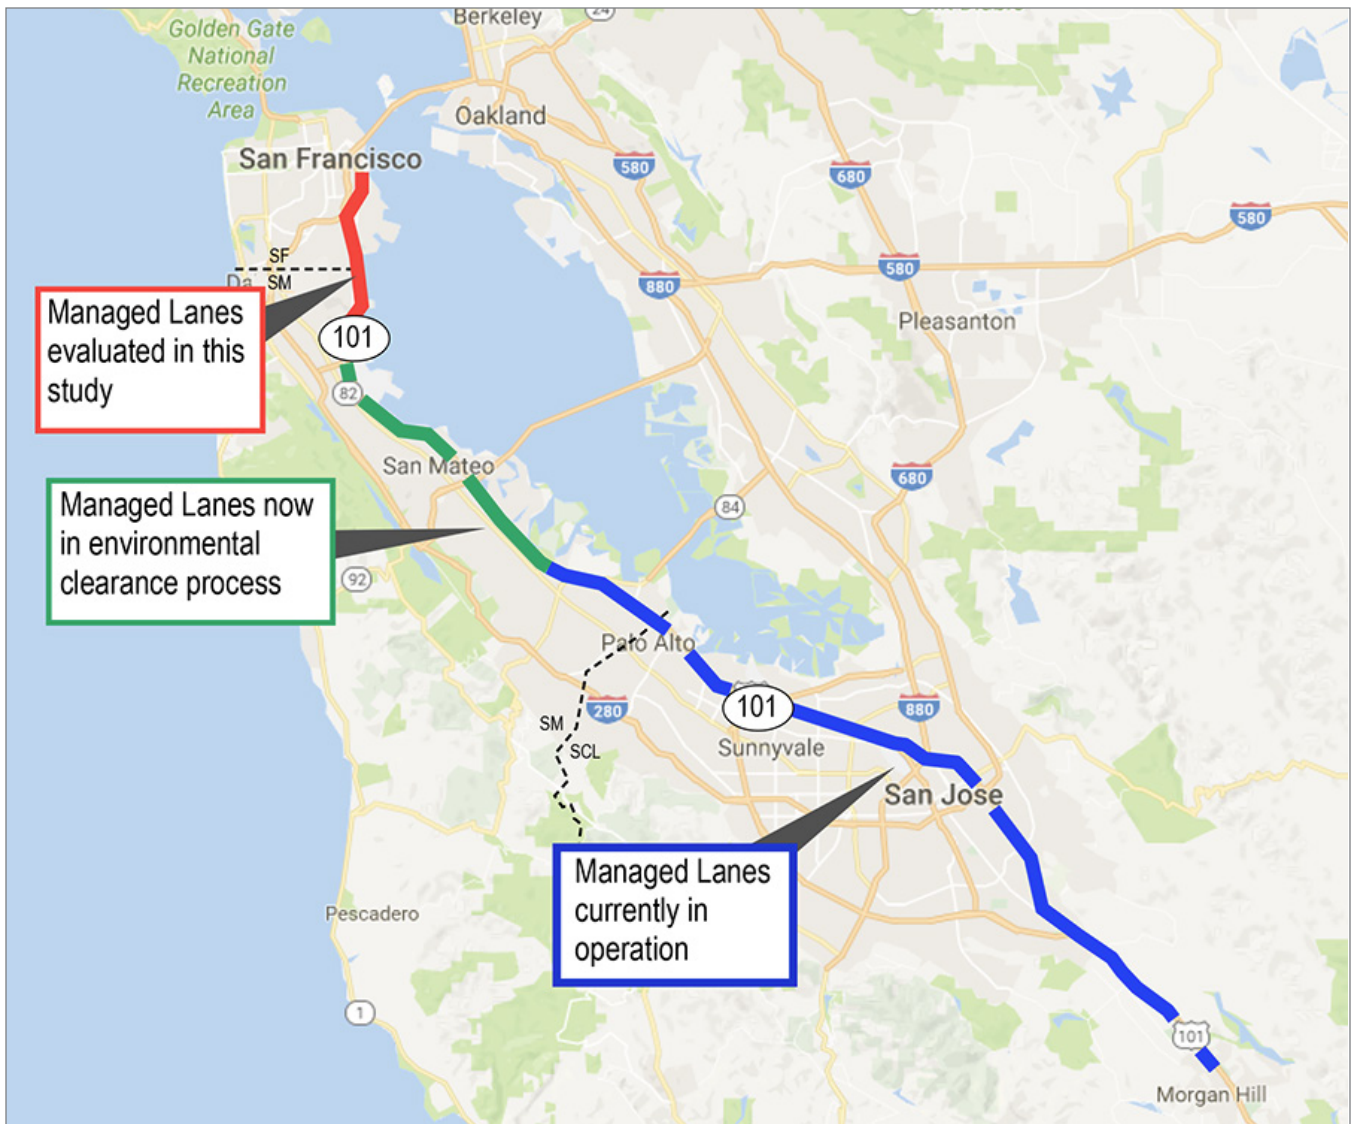 Berkeley
24
Golden Gate
National
Recreation
Area
Oakland
San Francisco
580
680
580
SF
SM
Da
580
880
Managed Lanes
evaluated in this
study
101
Pleasanton
82
San Mateo
680
Managed Lanes now
in environmental
clearance process
84
92
Palo Alto
280
101
880
SM
SCL
Sunnyvale
San Jose
Managed Lanes
currently in
operation
Pescadero
1
101
Morgan Hill